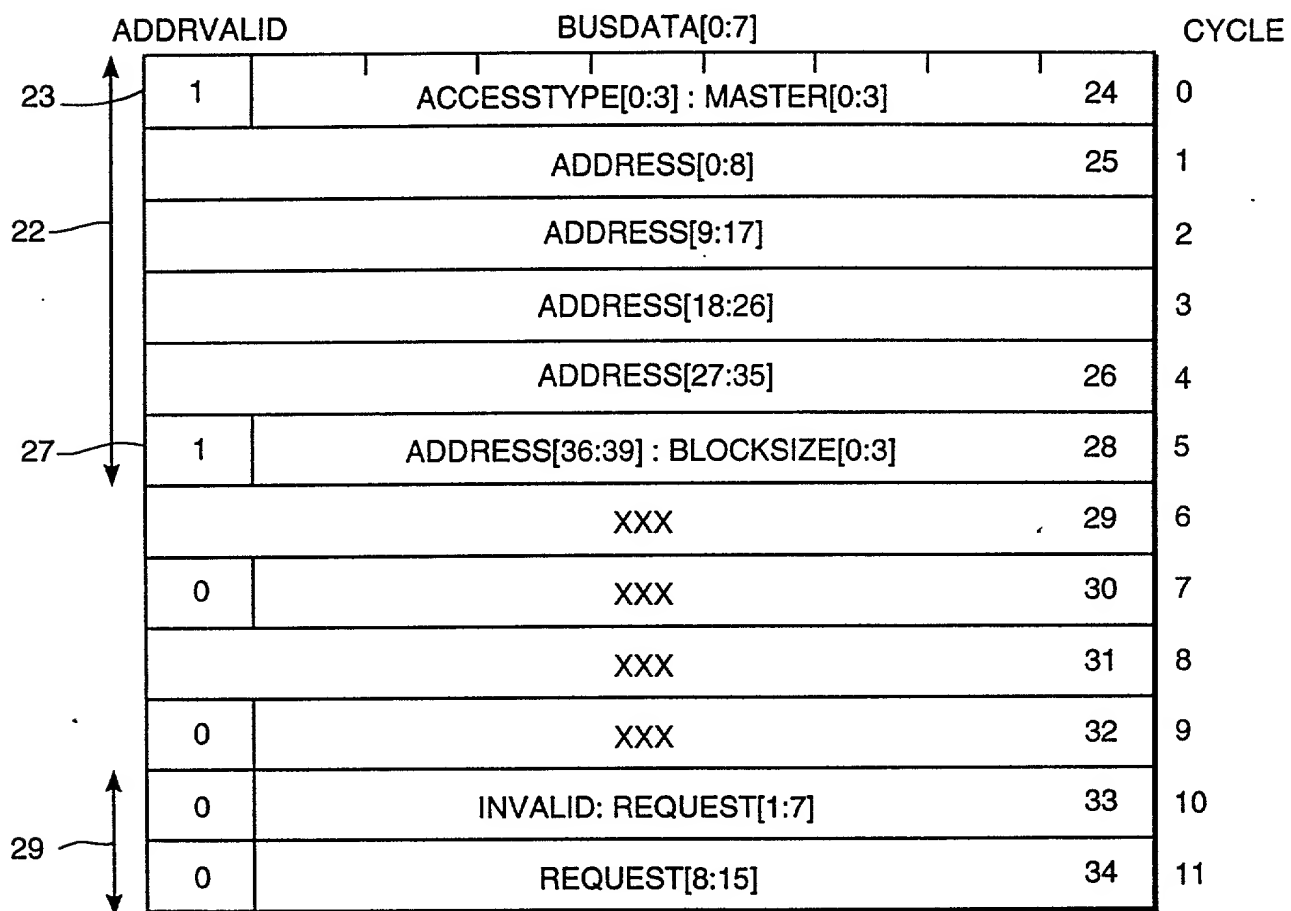 ADDRVALID BUSDATA[0:7] CYCLE
23 1 ACCESSTYPE[0:3] : MASTER[0:3] 24 0
ADDRESS[0:8] 25 1
22 ADDRESS[9:17] 2
ADDRESS[18:26] 3
ADDRESS[27:35] 26 4
27 1 ADDRESS[36:39] : BLOCKSIZE[0:3] 28 5
XXX 29 6
0 XXX 30 7
XXX 31 8
0 XXX 32 9
0 INVALID: REQUEST[1:7] 33 10
29
0 REQUEST[8:15] 34 11